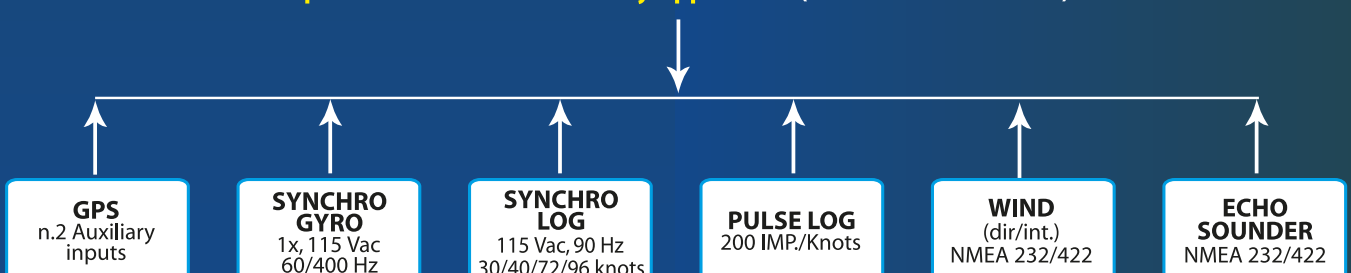 GPS
n.2 Auxiliary
inputs
SYNCHRO
GYRO
1x, 115 Vac
60/400 Hz
SYNCHRO
LOG
115 Vac, 90 Hz
30/40/72/96 knots
PULSE LOG
200 IMP./Knots
WIND
(dir/int.)
NMEA 232/422
ECHO
SOUNDER
NMEA 232/422